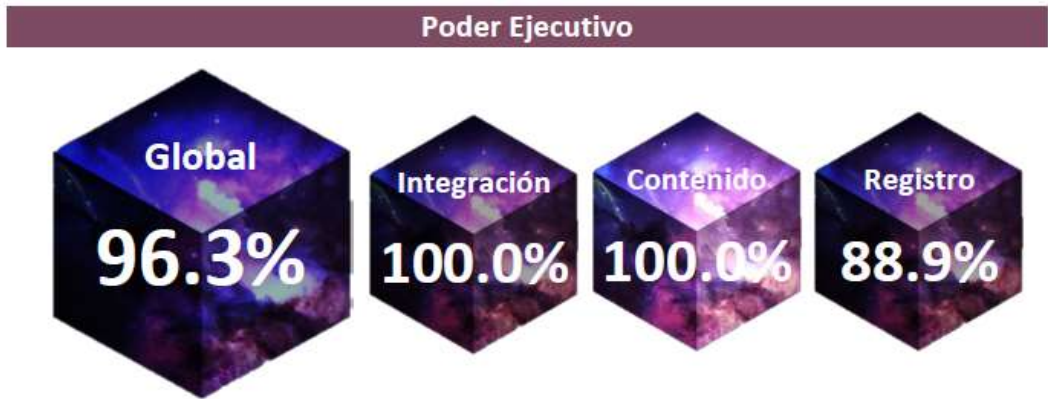 Poder Ejecutivo
Global
96.3%
Integración
100.0%
Contenido
100.0%
Registro
88.9%